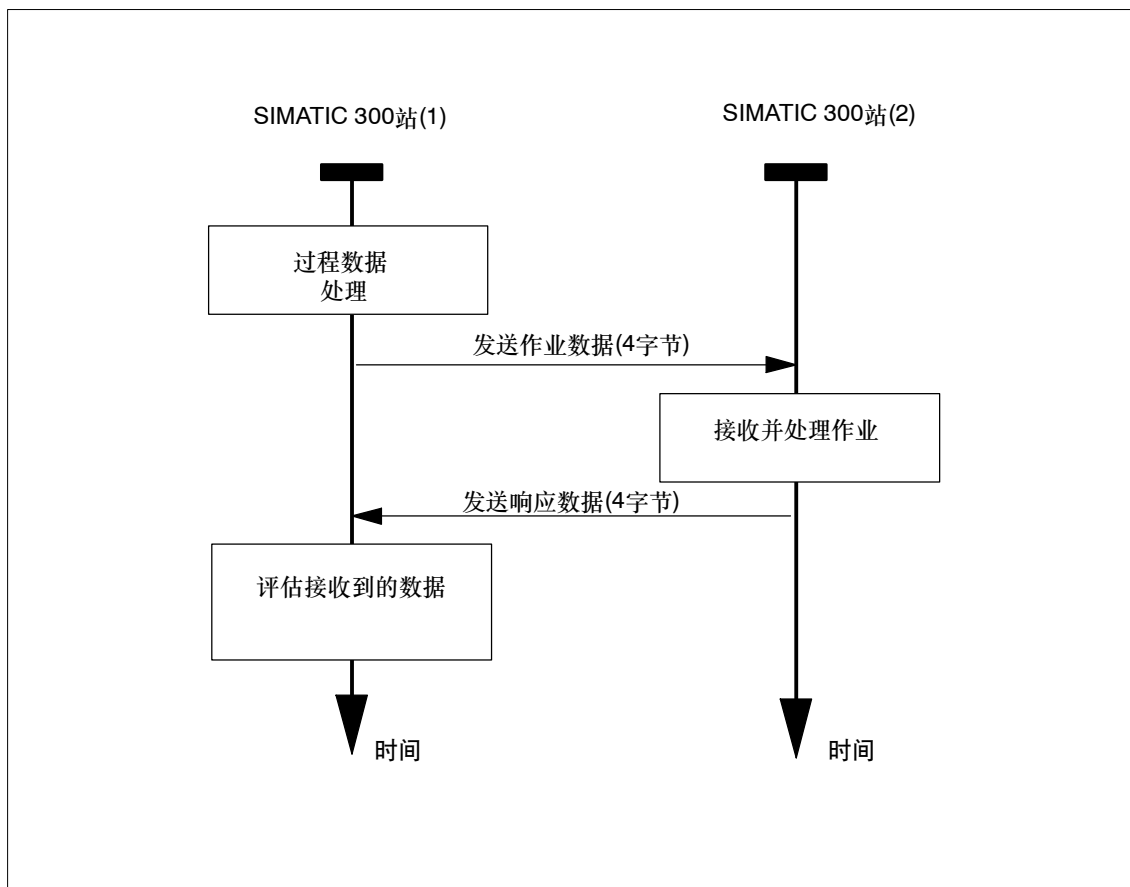 SIMATIC 300站(1)
SIMATIC 300站(2)
过程数据
处理
发送作业数据(4字节)
接收并处理作业
发送响应数据(4字节)
评估接收到的数据
时间
时间